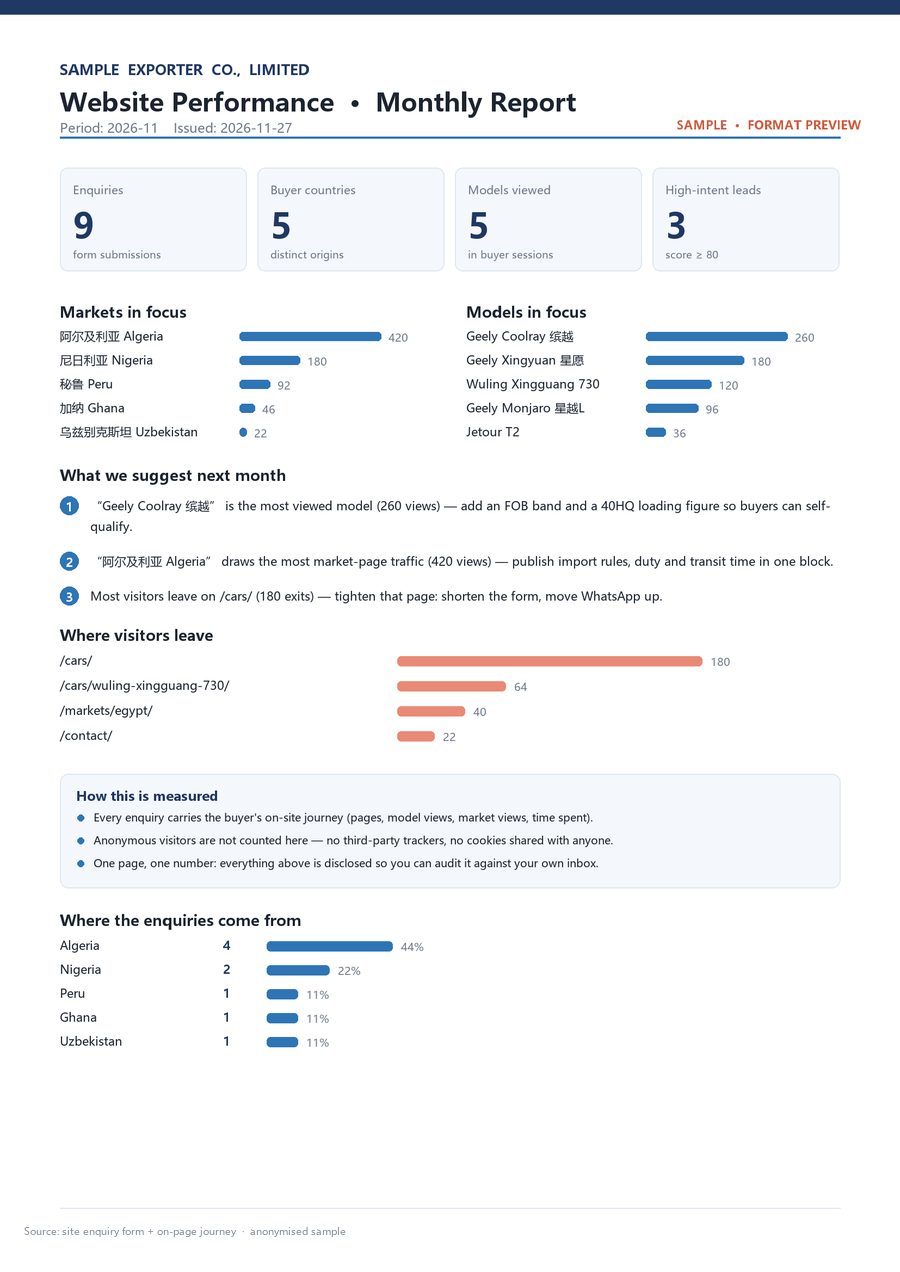 SAMPLE EXPORTER CO., LIMITED
Website Performance • Monthly Report
Period: 2026-11 Issued: 2026-11-27
SAMPLE • FORMAT PREVIEW
Enquiries
9
form submissions
Buyer countries
5
distinct origins
Models viewed
5
in buyer sessions
High-intent leads
3
score ≥ 80
Markets in focus
阿尔及利亚 Algeria 420
尼日利亚 Nigeria 180
秘鲁 Peru 92
加纳 Ghana 46
乌兹别克斯坦 Uzbekistan 22
Models in focus
Geely Coolray 缤越 260
Geely Xingyuan 星愿 180
Wuling Xingguang 730 120
Geely Monjaro 星越L 96
Jetour T2 36
What we suggest next month
1 “Geely Coolray 缤越” is the most viewed model (260 views) — add an FOB band and a 40HQ loading figure so buyers can self-
qualify.
2 “阿尔及利亚 Algeria” draws the most market-page traffic (420 views) — publish import rules, duty and transit time in one block.
3 Most visitors leave on /cars/ (180 exits) — tighten that page: shorten the form, move WhatsApp up.
Where visitors leave
/cars/ 180
/cars/wuling-xingguang-730/ 64
/markets/egypt/ 40
/contact/ 22
How this is measured
● Every enquiry carries the buyer's on-site journey (pages, model views, market views, time spent).
● Anonymous visitors are not counted here — no third-party trackers, no cookies shared with anyone.
● One page, one number: everything above is disclosed so you can audit it against your own inbox.
Where the enquiries come from
Algeria 4 44%
Nigeria 2 22%
Peru 1 11%
Ghana 1 11%
Uzbekistan 1 11%
Source: site enquiry form + on-page journey · anonymised sample